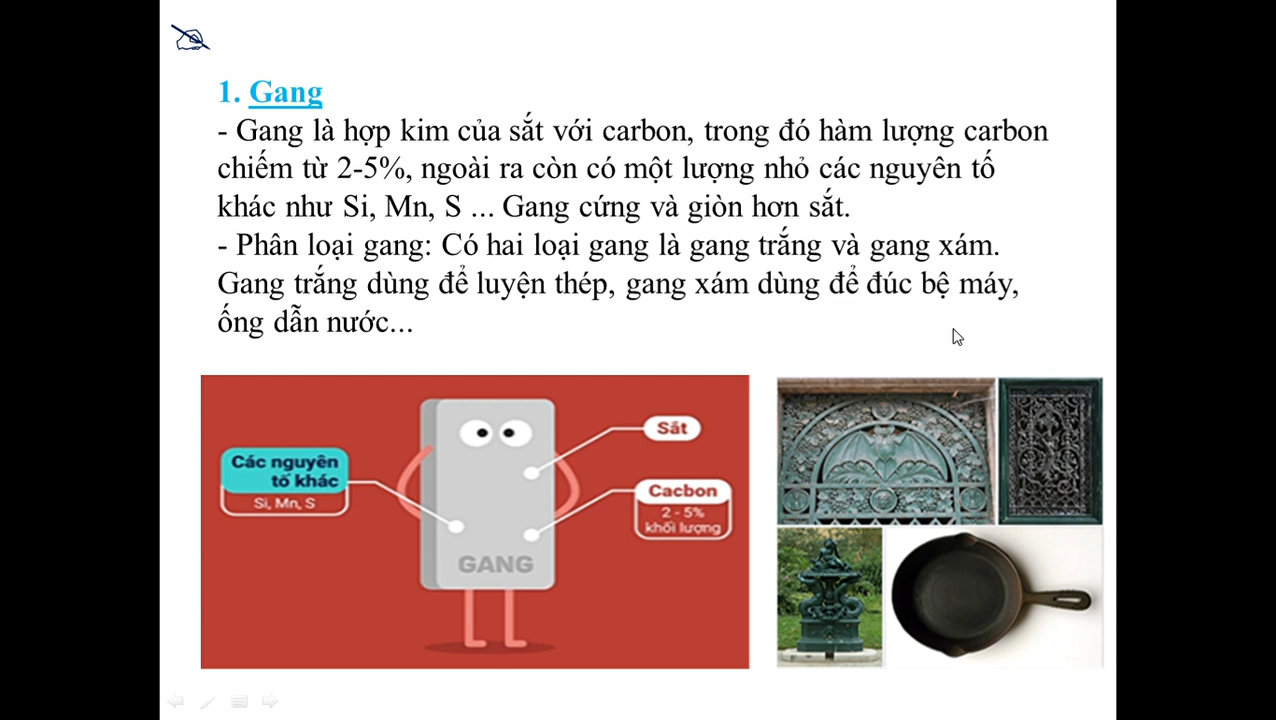 1. Gang
- Gang là hợp kim của sắt với carbon, trong đó hàm lượng carbon
chiếm từ 2-5%, ngoài ra còn có một lượng nhỏ các nguyên tố
khác như Si, Mn, S ... Gang cứng và giòn hơn sắt.
- Phân loại gang: Có hai loại gang là gang trắng và gang xám.
Gang trắng dùng để luyện thép, gang xám dùng để đúc bệ máy,
ống dẫn nước...
Sắt
Các nguyên
tố khác
Si, Mn, S
Cacbon
2 - 5%
khối lượng
GANG